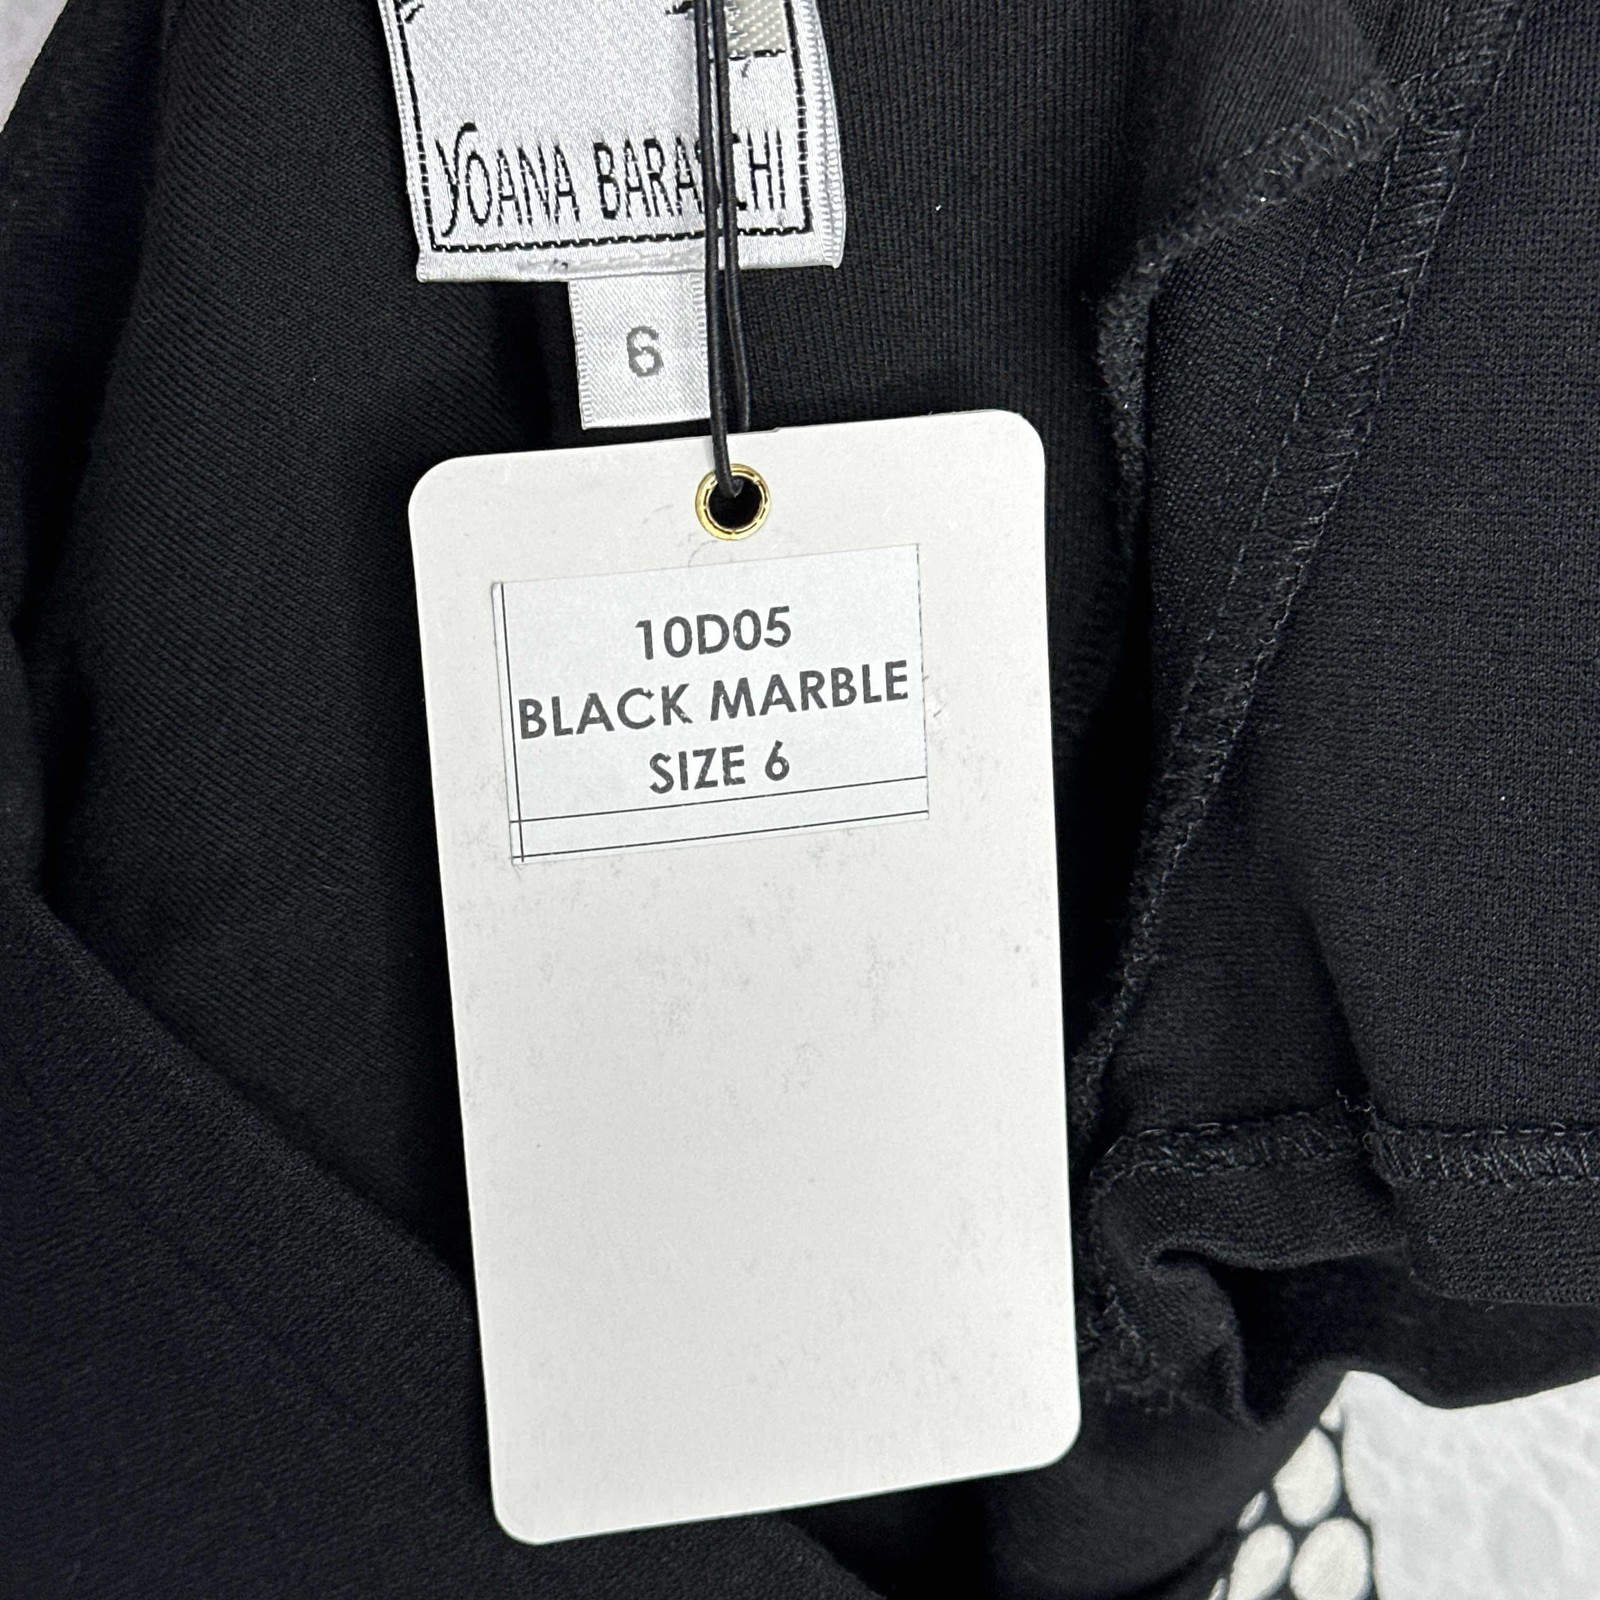 YOANA BARASCHI
6
10D05
BLACK MARBLE
SIZE 6